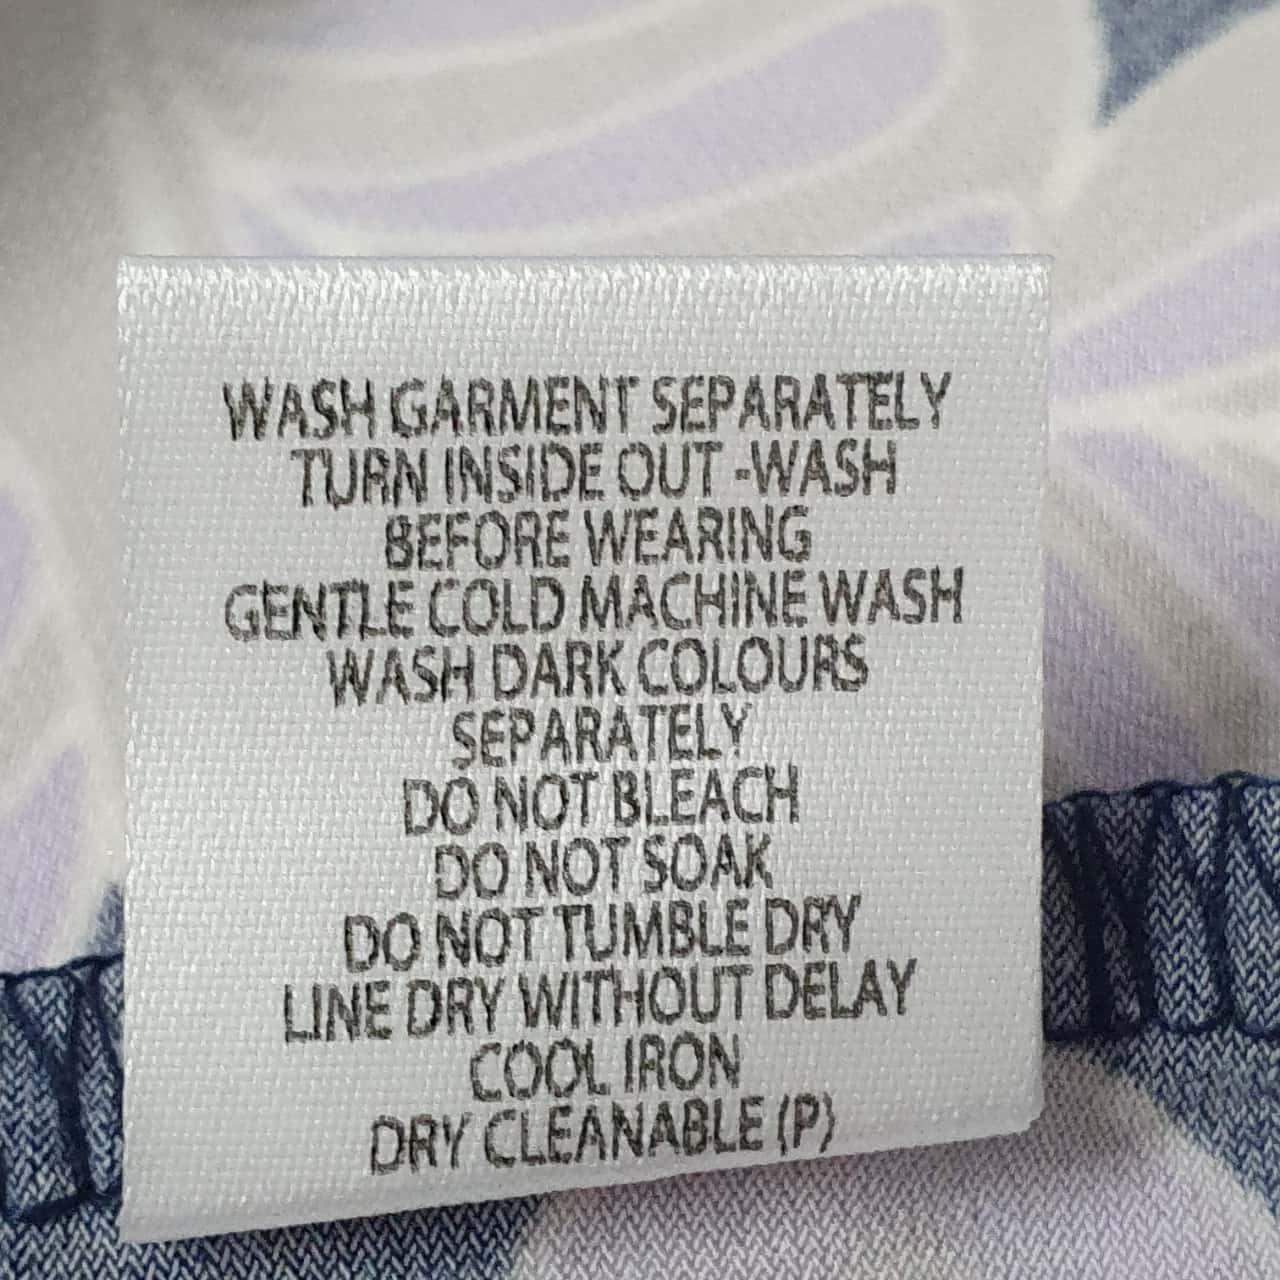 WASH GARMENT SEPARATELY
TURN INSIDE OUT -WASH
BEFORE WEARING
GENTLE COLD MACHINE WASH
WASH DARK COLOURS
SEPARATELY
DO NOT BLEACH
DO NOT SOAK
DO NOT TUMBLE DRY
LINE DRY WITHOUT DELAY
COOL IRON
DRY CLEANABLE (P)